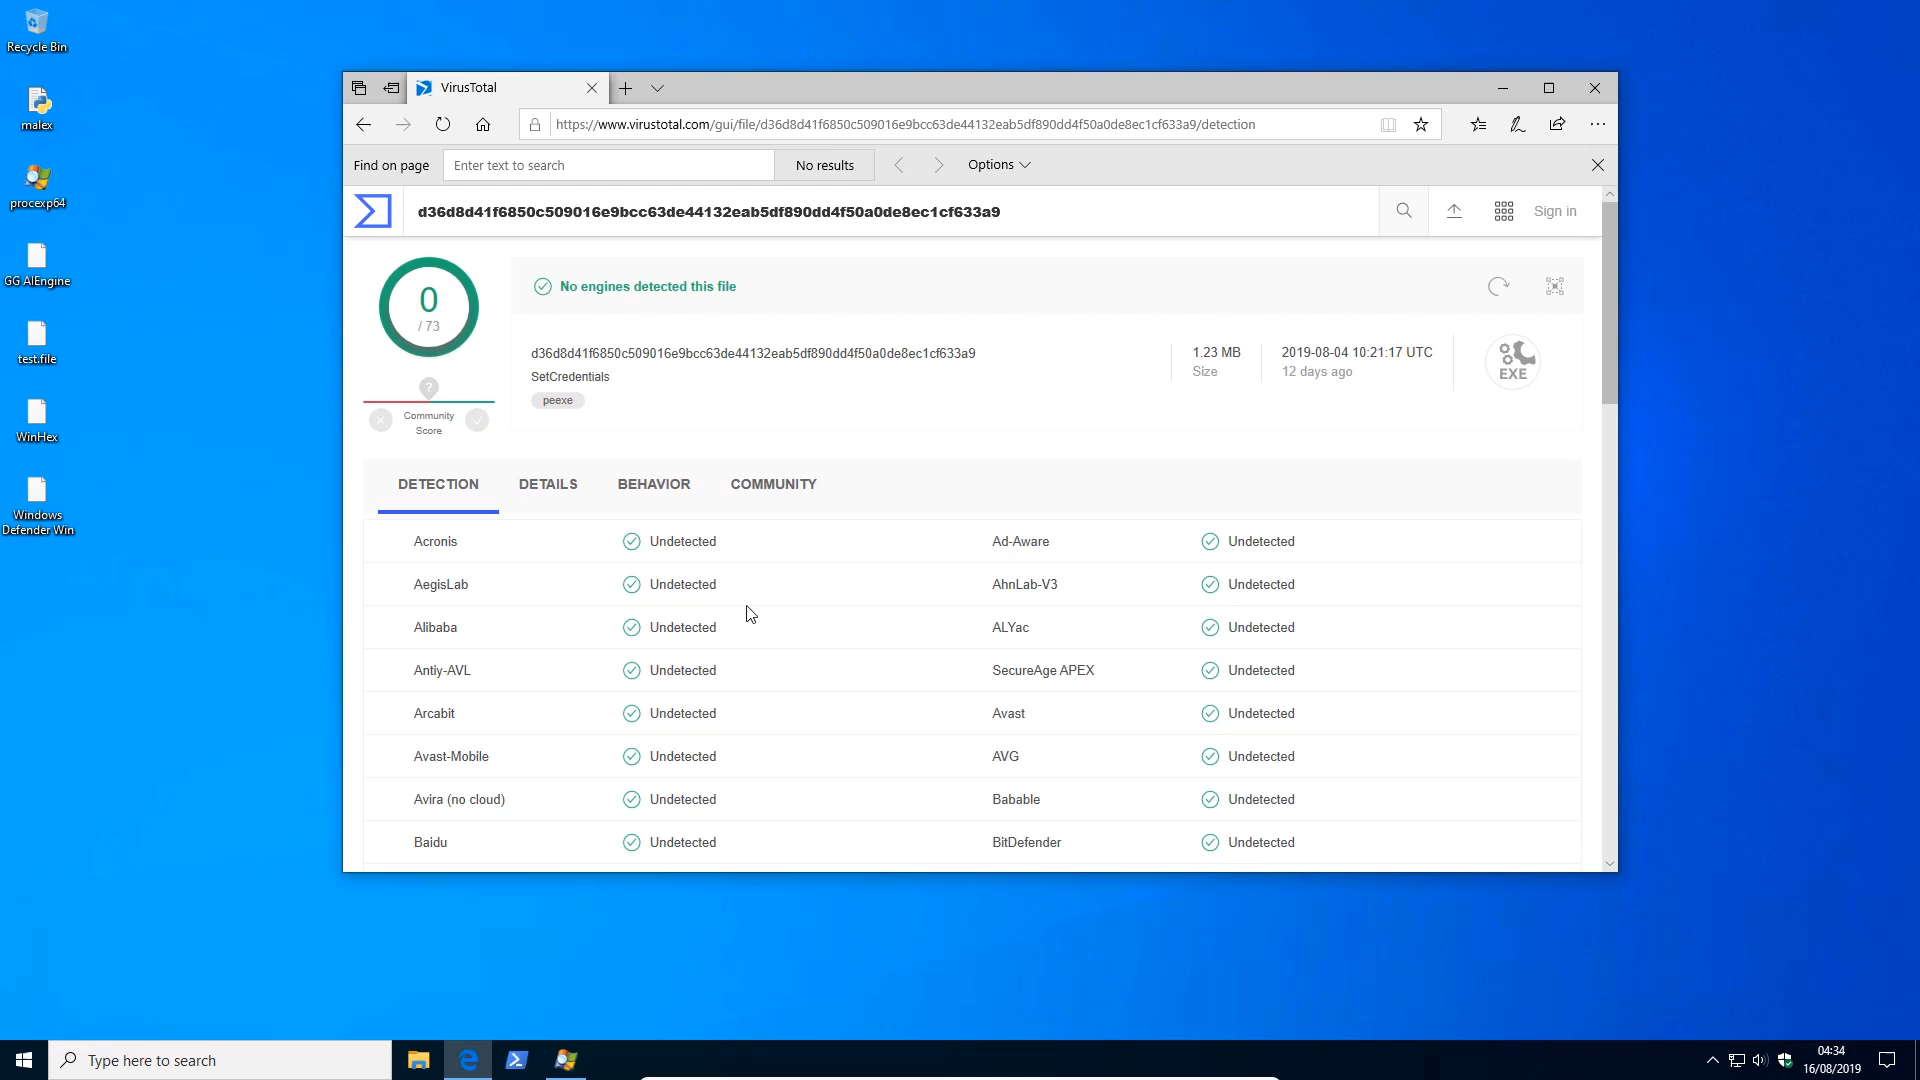 Recycle Bin
malex
procexp64
GG AIEngine
test.file
WinHex
Windows
Defender Win
VirusTotal
https://www.virustotal.com/gui/file/d36d8d41f6850c509016e9bcc63de44132eab5df890dd4f50a0de8ec1cf633a9/detection
Find on page
Enter text to search
No results
Options
d36d8d41f6850c509016e9bcc63de44132eab5df890dd4f50a0de8ec1cf633a9
Sign in
0
/ 73
?
Community
Score
No engines detected this file
d36d8d41f6850c509016e9bcc63de44132eab5df890dd4f50a0de8ec1cf633a9
SetCredentials
peexe
1.23 MB
Size
2019-08-04 10:21:17 UTC
12 days ago
EXE
DETECTION DETAILS BEHAVIOR COMMUNITY
Acronis Undetected Ad-Aware Undetected
AegisLab Undetected AhnLab-V3 Undetected
Alibaba Undetected ALYac Undetected
Antiy-AVL Undetected SecureAge APEX Undetected
Arcabit Undetected Avast Undetected
Avast-Mobile Undetected AVG Undetected
Avira (no cloud) Undetected Babable Undetected
Baidu Undetected BitDefender Undetected
Type here to search
04:34
16/08/2019